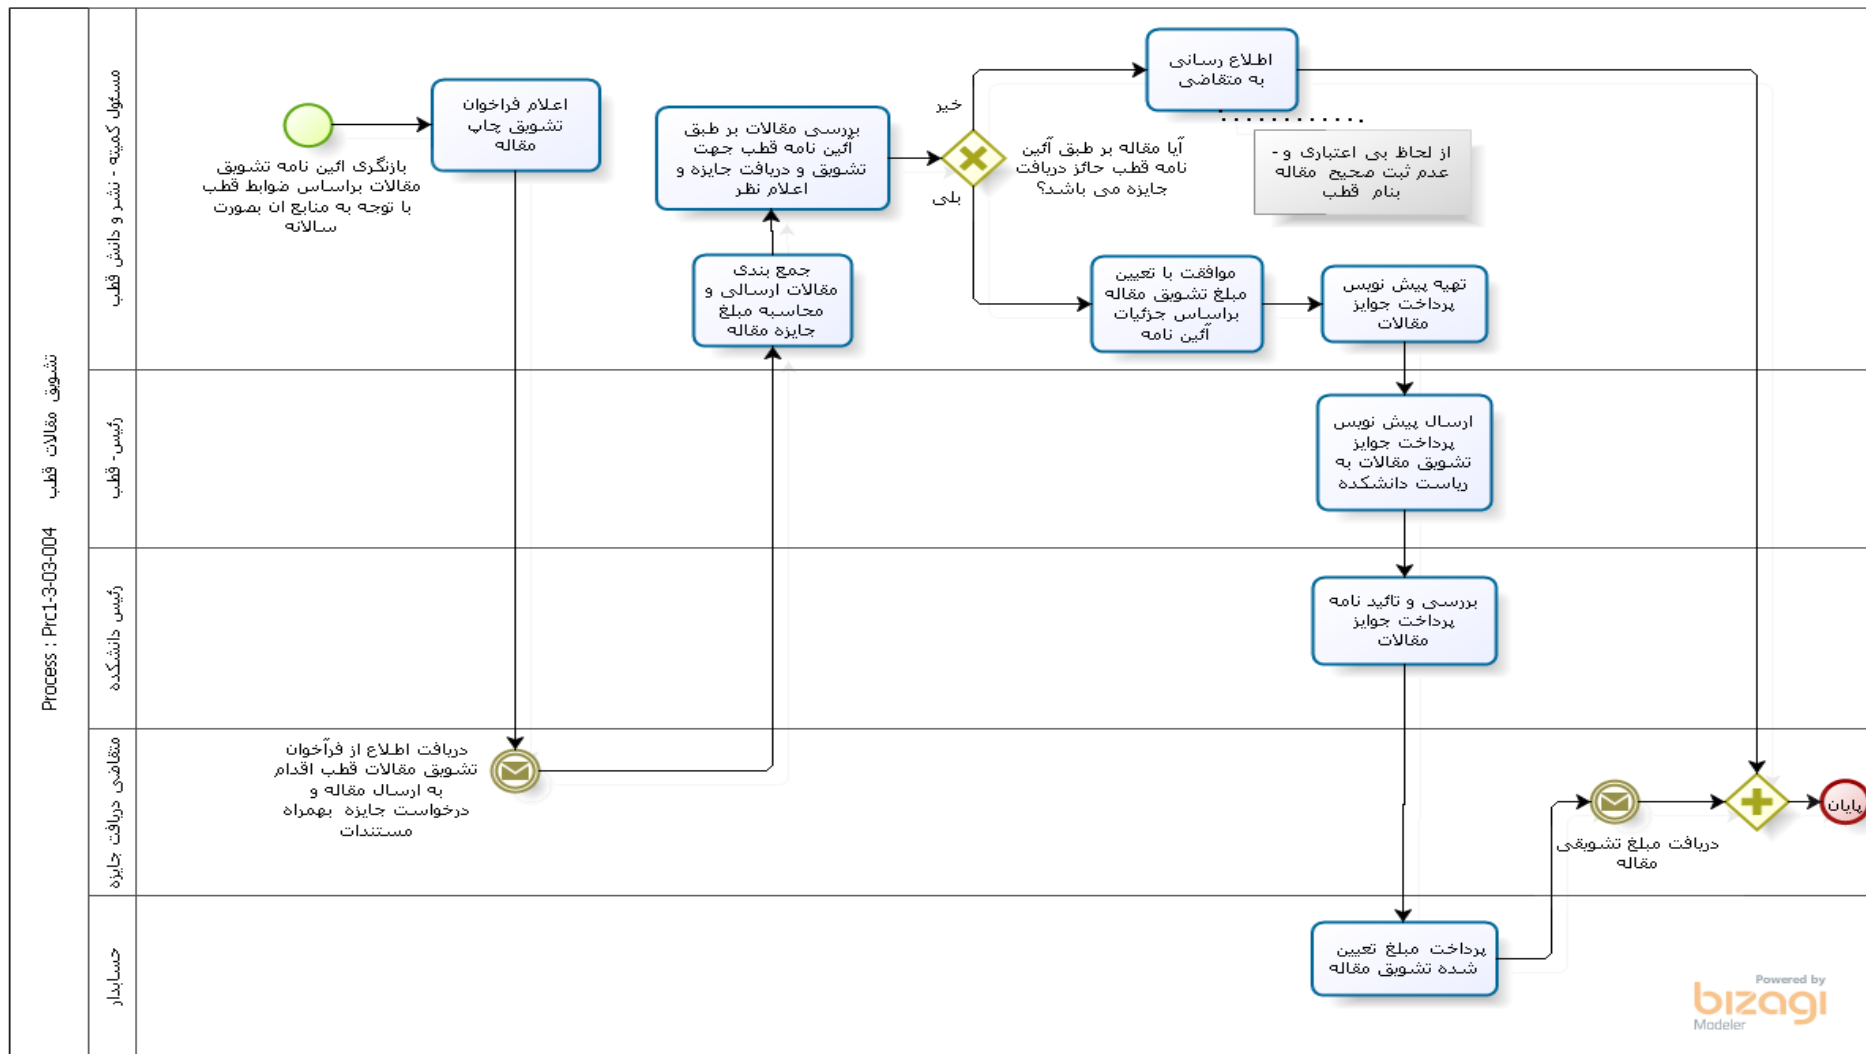 Process : Prc1-3-03-004 تشویق مقالات قطب
مسئول کمیته - نشر و دانش قطب
بازنگری ائین نامه تشویق
مقالات براساس ضوابط قطب
با توجه به منابع ان بصورت
سالانه
اعلام فراخوان
تشویق چاپ
مقاله
بررسی مقالات بر طبق
آئین نامه قطب جهت
تشویق و دریافت جایزه و
اعلام نظر
جمع بندی
مقالات ارسالی و
محاسبه مبلغ
جایزه مقاله
خیر
بلی
آیا مقاله بر طبق آئین
نامه قطب حائز دریافت
جایزه می باشد؟
اطلاع رسانی
به متقاضی
از لحاظ بی اعتباری و-
عدم ثبت صحیح مقاله
بنام قطب
موافقت با تعیین
مبلغ تشویق مقاله
براساس جزئیات
آئین نامه
تهیه پیش نویس
پرداخت جوایز
مقالات
رئیس- قطب
ارسال پیش نویس
پرداخت جوایز
تشویق مقالات به
ریاست دانشکده
رئیس دانشکده
بررسی و تائید نامه
پرداخت جوایز
مقالات
متقاضی دریافت جایزه
دریافت اطلاع از فرآخوان
تشویق مقالات قطب اقدام
به ارسال مقاله و
درخواست جایزه بهمراه
مستندات
دریافت مبلغ تشویقی
مقاله
پایان
حسابدار
پرداخت مبلغ تعیین
شده تشویق مقاله
Powered by
bizagi
Modeler